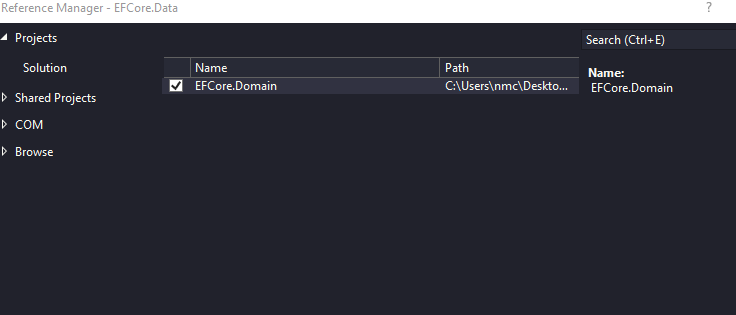 Reference Manager - EFCore.Data ?
Projects
Search (Ctrl+E)
Solution
Name Path
Name:
EFCore.Domain C:\Users\nmc\Deskto...
EFCore.Domain
Shared Projects
COM
Browse